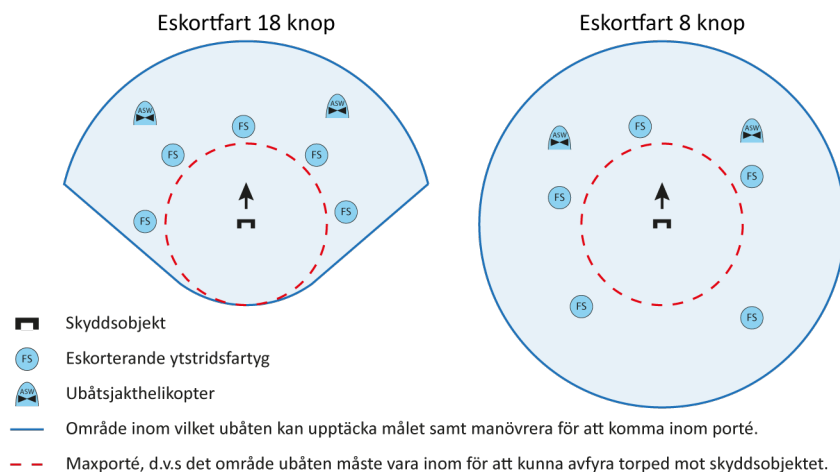 Eskortfart 18 knop
Eskortfart 8 knop
ASW
ASW
FS
FS
FS
FS
FS
ASW
ASW
FS
FS
FS
FS
FS
Skyddsobjekt
FS Eskorterande ytstridsfartyg
ASW Ubåtsjakthelikopter
Område inom vilket ubåten kan upptäcka målet samt manövrera för att komma inom porté.
Maxporté, d.v.s det område ubåten måste vara inom för att kunna avfyra torped mot skyddsobjektet.